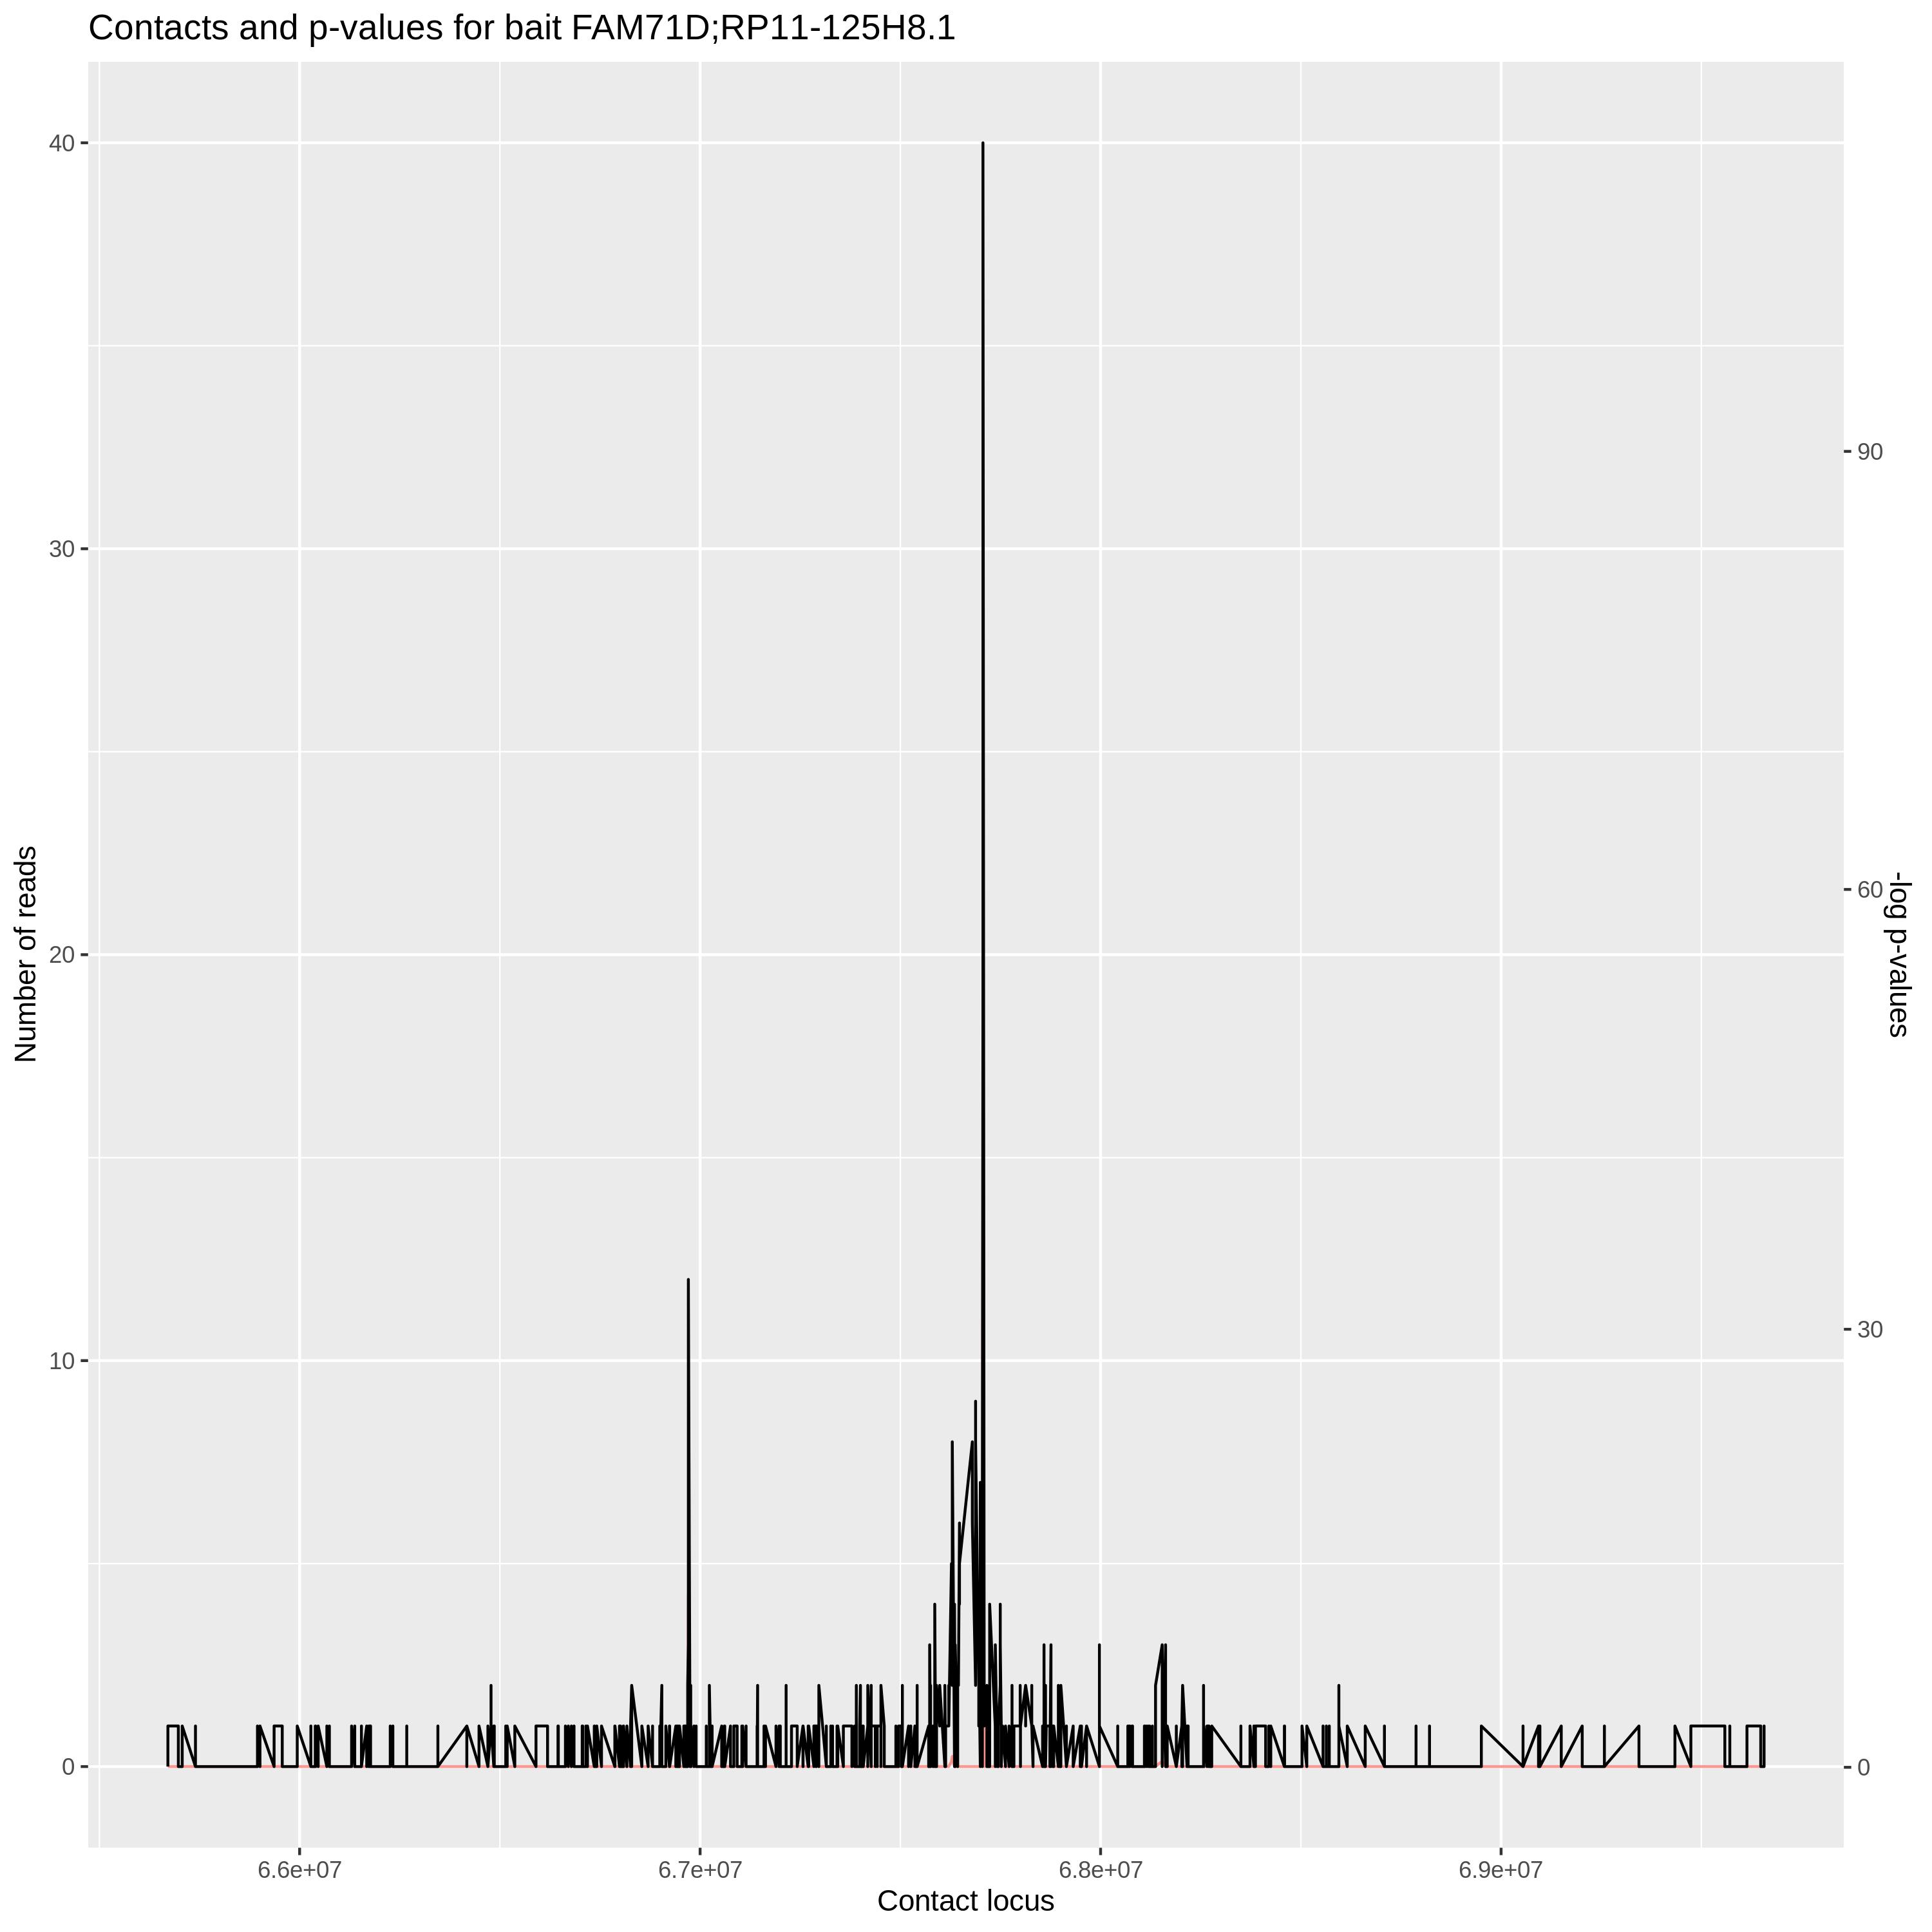 Contacts and p-values for bait FAM71D;RP11-125H8.1
40
30
20
10
0
Number of reads
90
60
30
0
-log p-values
6.6e+07
6.7e+07
6.8e+07
6.9e+07
Contact locus